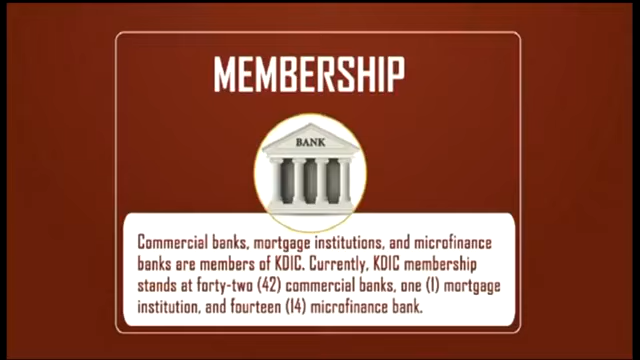 MEMBERSHIP
BANK
Commercial banks, mortgage institutions, and microfinance
banks are members of KDIC. Currently, KDIC membership
stands at forty-two (42) commercial banks, one (1) mortgage
institution, and fourteen (14) microfinance bank.